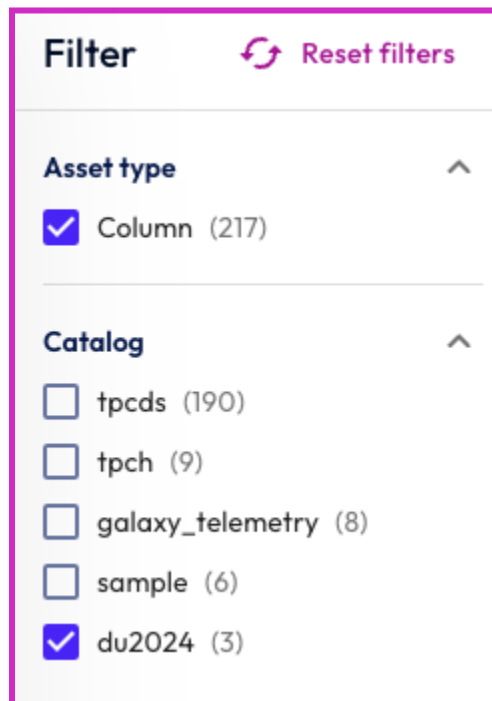 Filter Reset filters
Asset type
Column (217)
Catalog
tpcds (190)
tpch (9)
galaxy_telemetry (8)
sample (6)
du2024 (3)